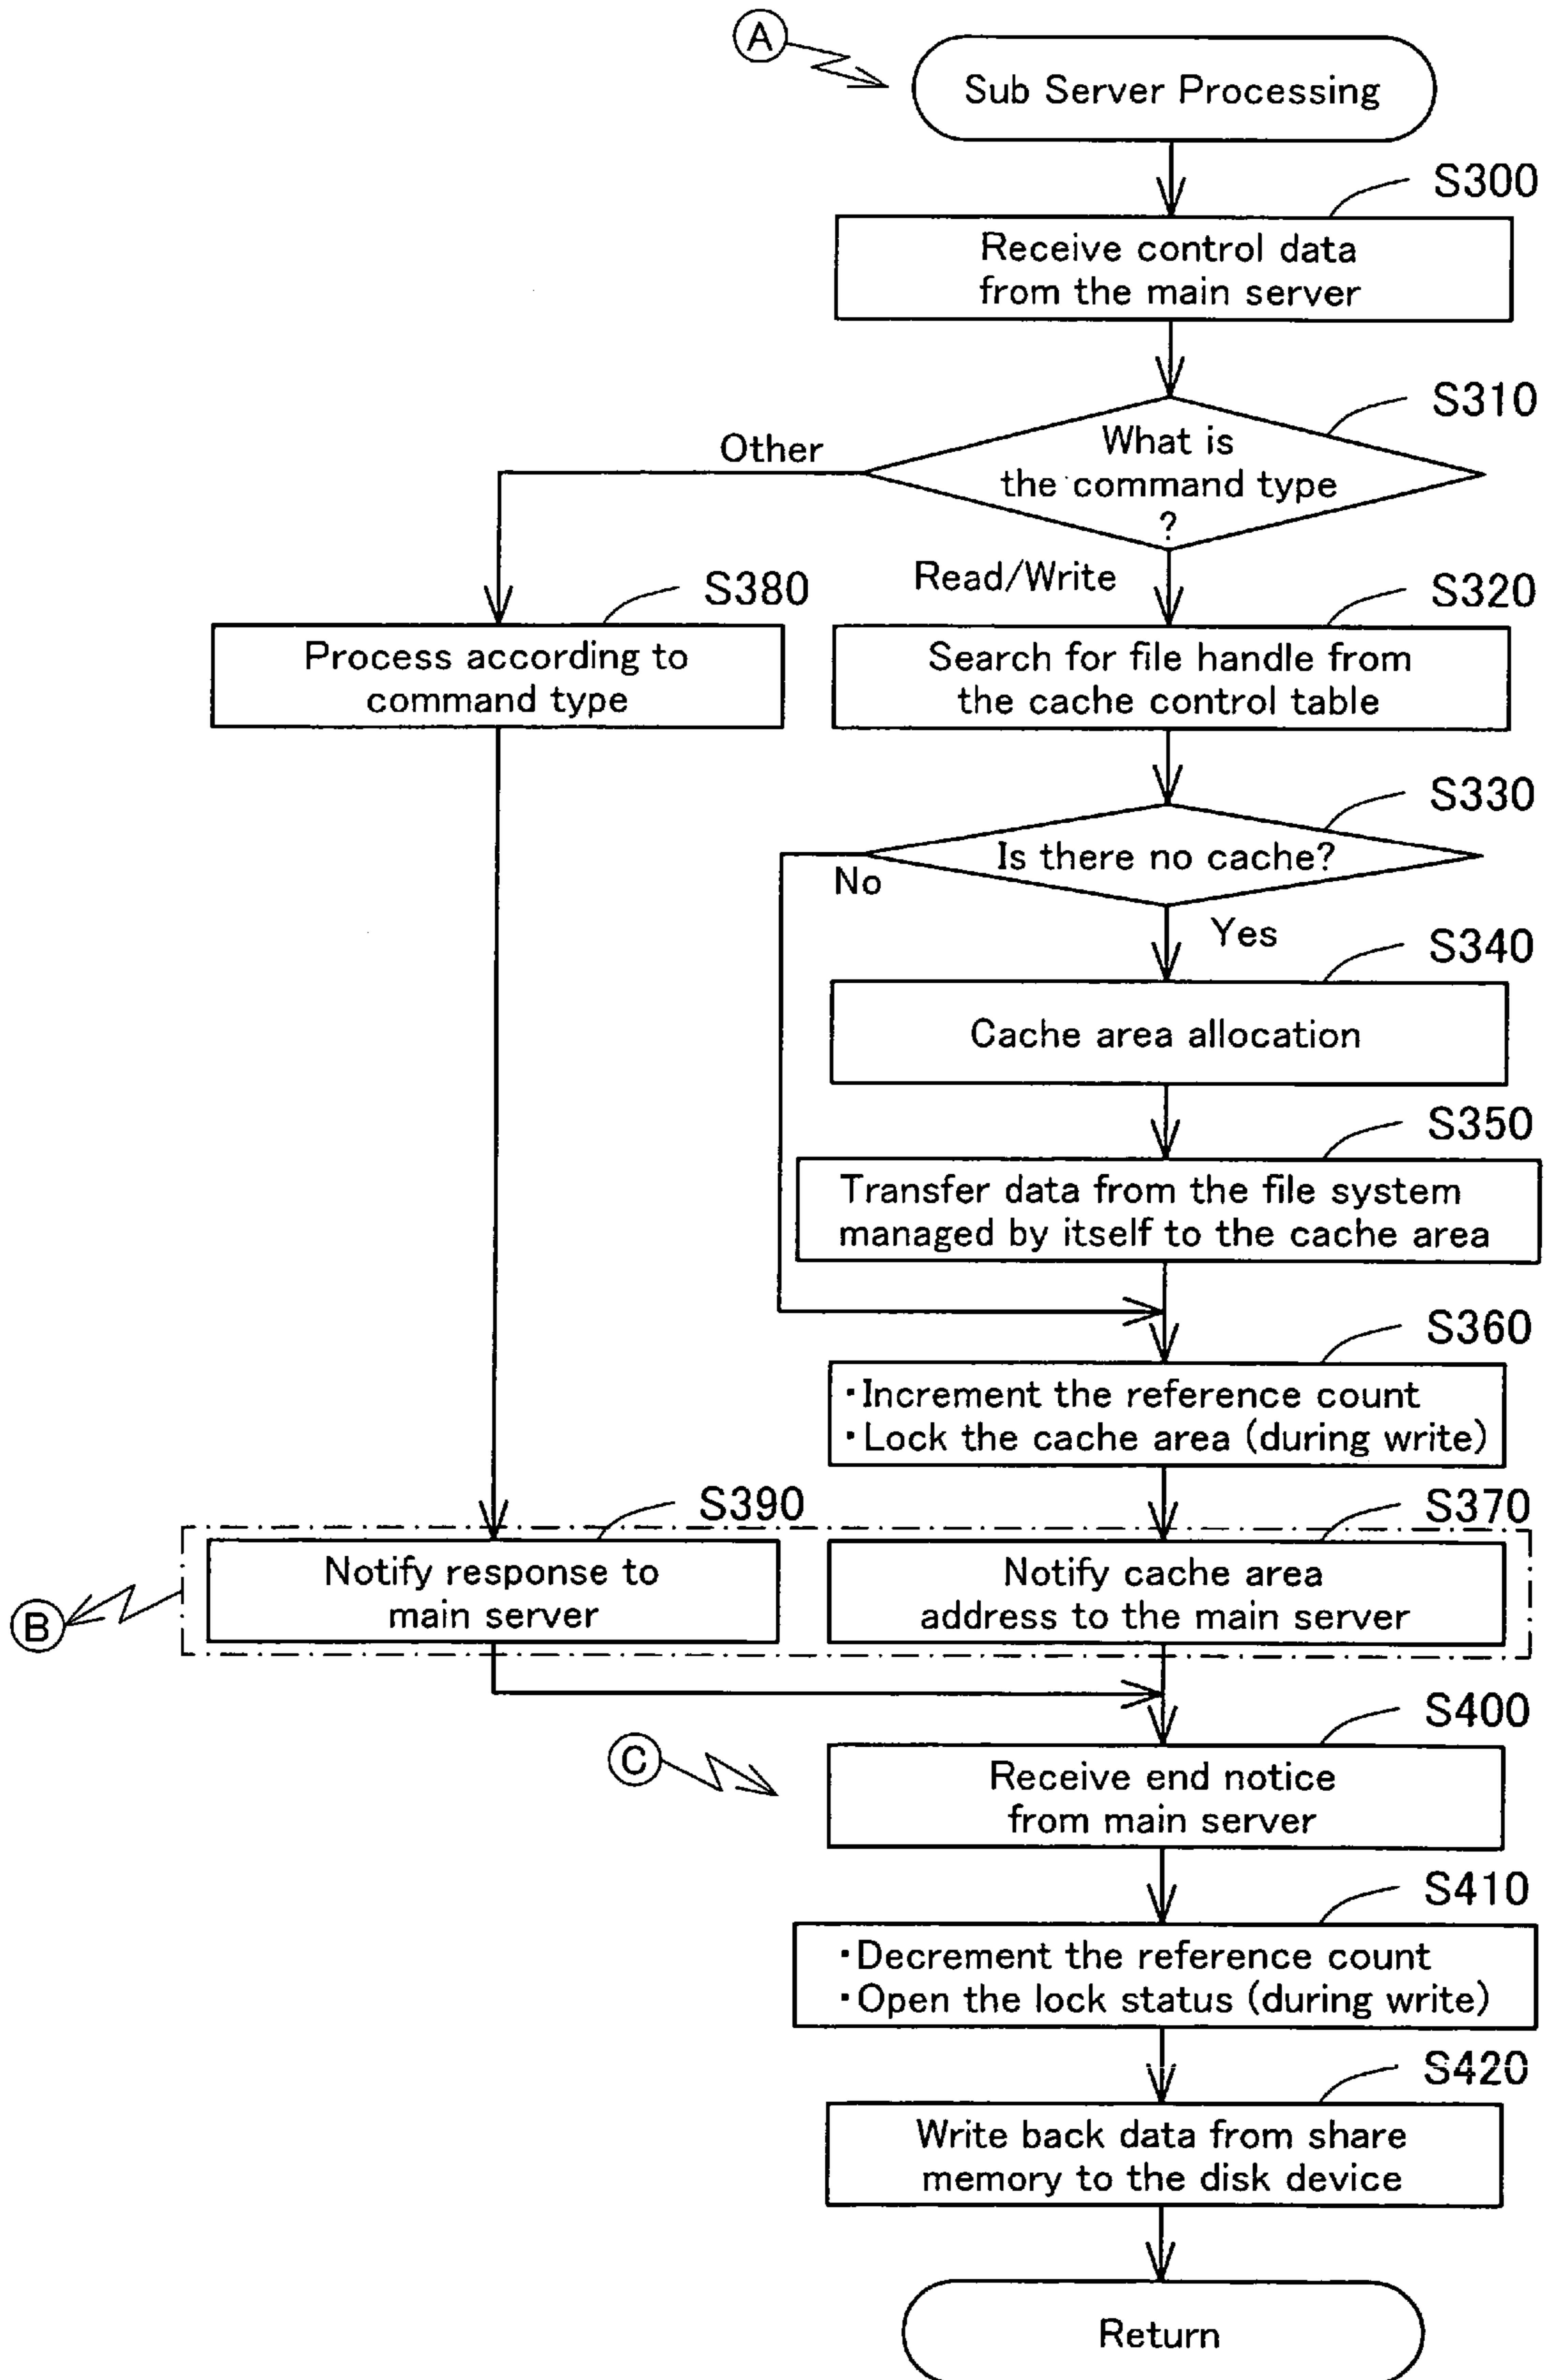 A
Sub Server Processing
S300
Receive control data
from the main server
S310
What is
the command type
?
Other
Read/Write
S380
Process according to
command type
S320
Search for file handle from
the cache control table
S330
Is there no cache?
No
Yes
S340
Cache area allocation
S350
Transfer data from the file system
managed by itself to the cache area
S360
・Increment the reference count
・Lock the cache area (during write)
S390
Notify response to
main server
S370
Notify cache area
address to the main server
B
C
S400
Receive end notice
from main server
S410
・Decrement the reference count
・Open the lock status (during write)
S420
Write back data from share
memory to the disk device
Return